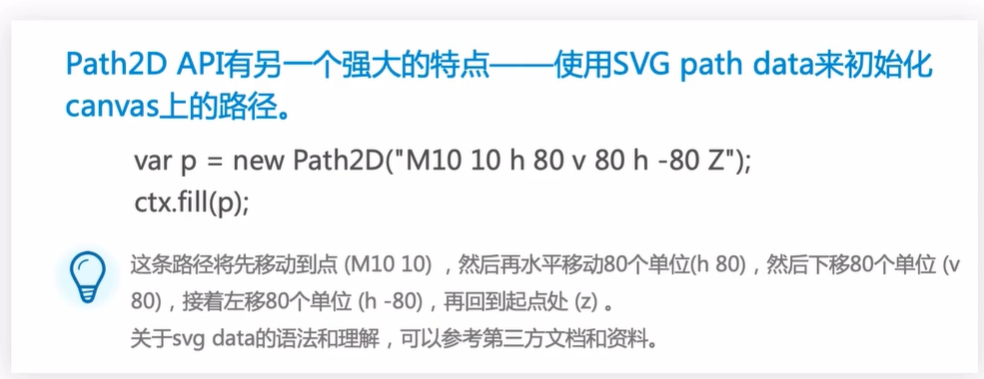 Path2D API有另一个强大的特点——使用SVG path data来初始化
canvas上的路径。
var p = new Path2D("M10 10 h 80 v 80 h -80 Z");
ctx.fill(p);
这条路径将先移动到点 (M10 10) ，然后再水平移动80个单位(h 80)，然后下移80个单位 (v
80)，接着左移80个单位 (h -80)，再回到起点处 (z) 。
关于svg data的语法和理解，可以参考第三方文档和资料。